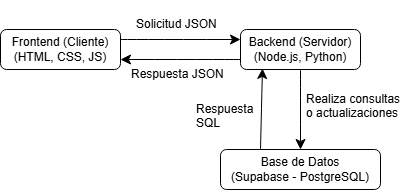 Solicitud JSON
Frontend (Cliente)
(HTML, CSS, JS)
Backend (Servidor)
(Node.js, Python)
Respuesta JSON
Respuesta
SQL
Realiza consultas
o actualizaciones
Base de Datos
(Supabase - PostgreSQL)